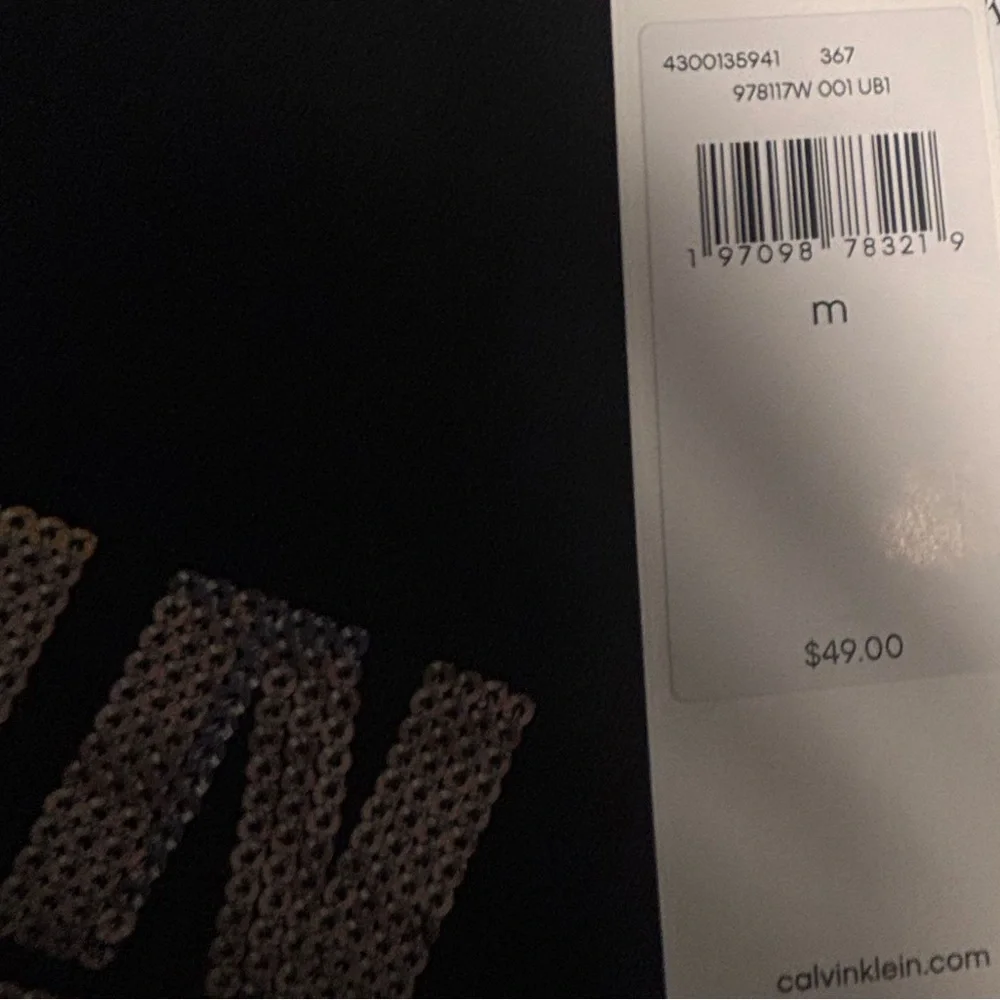 4300135941 367
978117W 001 UB1
1 97098 78321 9
m
$49.00
calvinklein.com